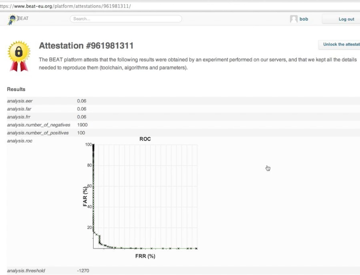 https://www.beat-eu.org/platform/attestations/961981311/
BEAT
Search...
bob
Log out
Attestation #961981311
Unlock the attestat
The BEAT platform attests that the following results were obtained by an experiment performed on our servers, and that we kept all the details
needed to reproduce them (toolchain, algorithms and parameters).
Results
analysis.eer 0.06
analysis.far 0.06
analysis.frr 0.06
analysis.number_of_negatives 1900
analysis.number_of_positives 100
analysis.roc
ROC
100
80
60
40
20
FAR (%)
FRR (%)
analysis.threshold -1270